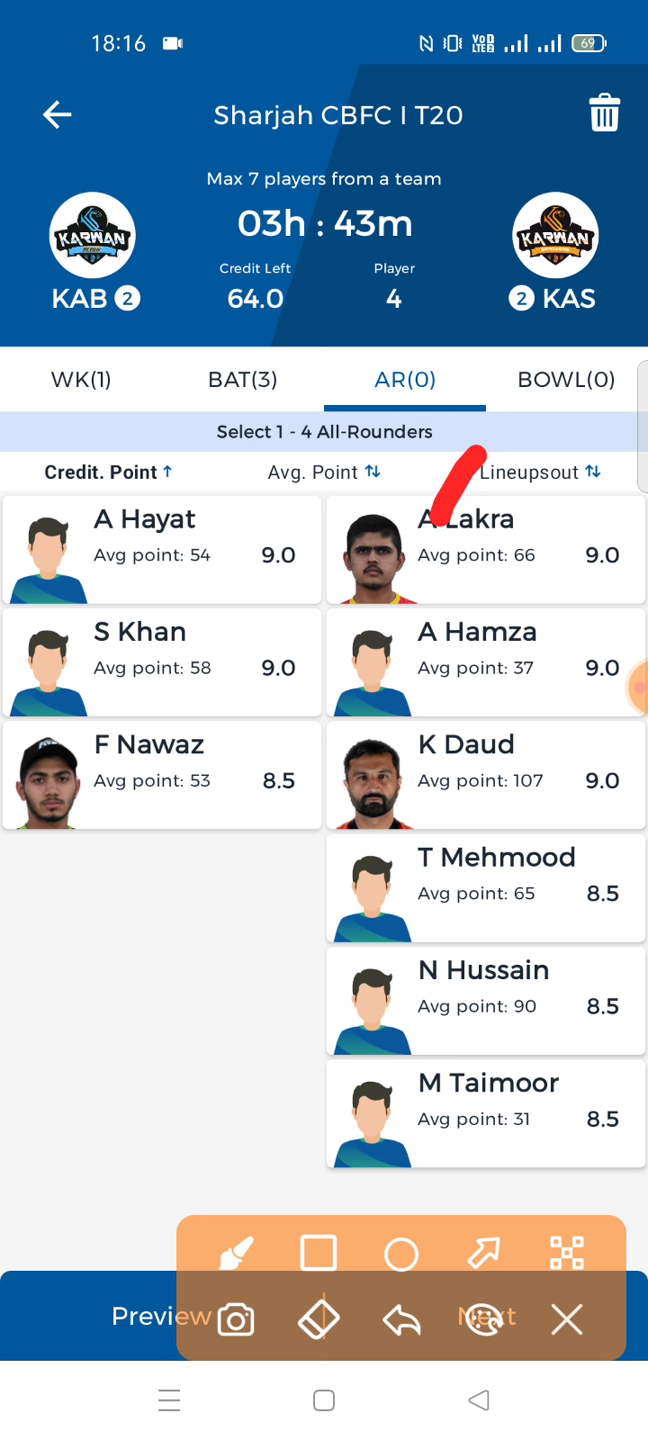 18:16
VoD LTE2
69
Sharjah CBFC I T20
Max 7 players from a team
03h : 43m
KARWAN
KARWAN
Credit Left
Player
KAB 2
64.0
4
2 KAS
WK(1)
BAT(3)
AR(0)
BOWL(0)
Select 1 - 4 All-Rounders
Credit. Point ↑
Avg. Point ↑↓
Lineupsout ↑↓
A Hayat
Avg point: 54
9.0
A Lakra
Avg point: 66
9.0
S Khan
Avg point: 58
9.0
A Hamza
Avg point: 37
9.0
F Nawaz
Avg point: 53
8.5
K Daud
Avg point: 107
9.0
T Mehmood
Avg point: 65
8.5
N Hussain
Avg point: 90
8.5
M Taimoor
Avg point: 31
8.5
Preview
Next